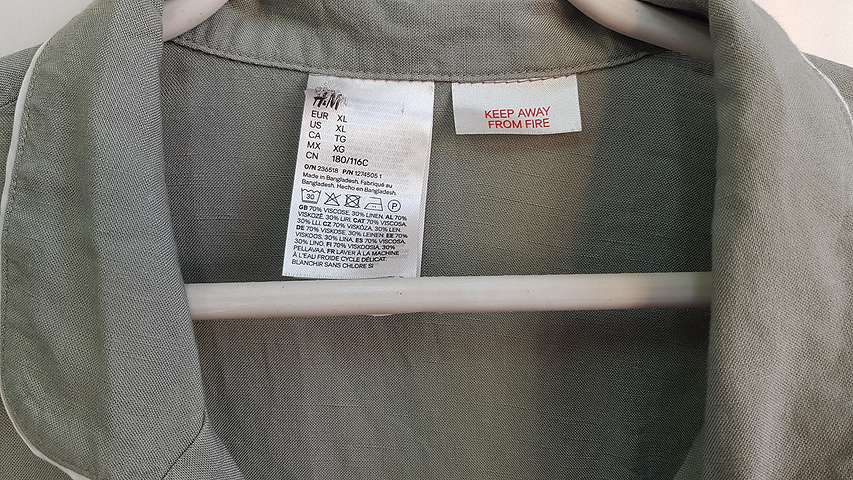 H&M
EUR XL
US XL
CA TG
MX XG
CN 180/116C
O/N 236518 P/N 1274505 1
Made in Bangladesh. Fabriqué au
Bangladesh. Hecho en Bangladesh.
30 P
GB 70% VISCOSE, 30% LINEN. AL 70%
VISKOZË, 30% LIRI. CAT 70% VISCOSA,
30% LLI. CZ 70% VISKÓZA, 30% LEN.
DE 70% VISKOSE, 30% LEINEN. EE 70%
VISKOOS, 30% LINA. ES 70% VISCOSA,
30% LINO. FI 70% VISKOOSIA, 30%
PELLAVAA. FR LAVER À LA MACHINE
À L'EAU FROIDE CYCLE DÉLICAT.
BLANCHIR SANS CHLORE SI
KEEP AWAY
FROM FIRE